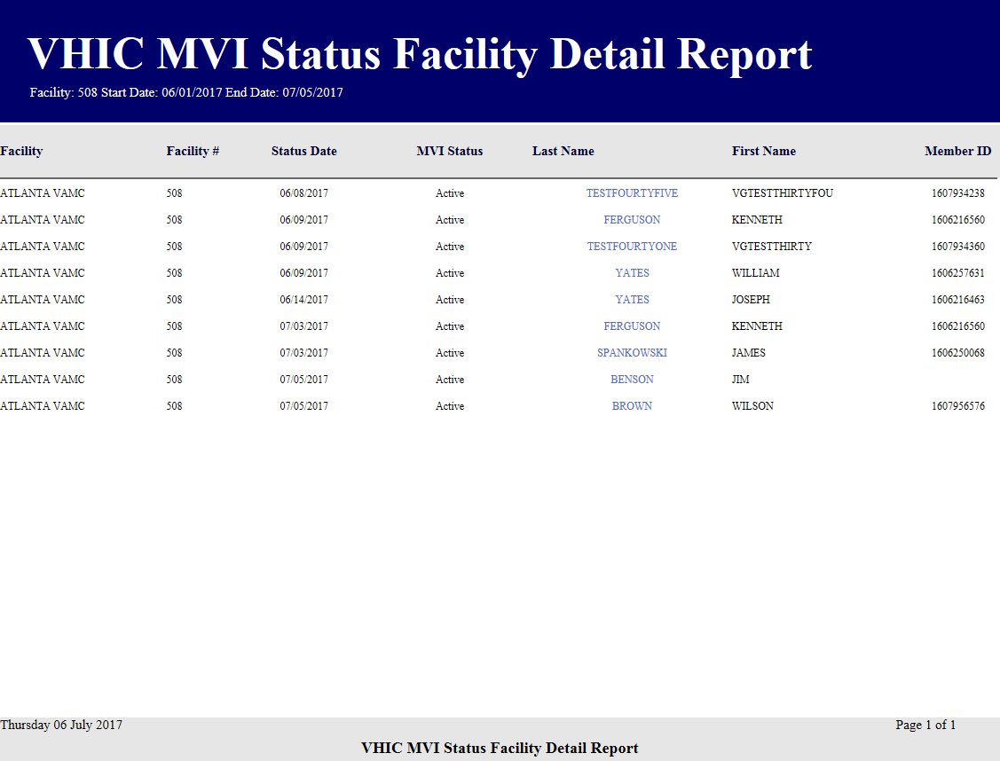 VHIC MVI Status Facility Detail Report
Facility: 508 Start Date: 06/01/2017 End Date: 07/05/2017
Facility Facility # Status Date MVI Status Last Name First Name Member ID
ATLANTA VAMC 508 06/08/2017 Active TESTFOURTYFIVE VGTESTTHIRTYFOU 1607934238
ATLANTA VAMC 508 06/09/2017 Active FERGUSON KENNETH 1606216560
ATLANTA VAMC 508 06/09/2017 Active TESTFOURTYONE VGTESTTHIRTY 1607934360
ATLANTA VAMC 508 06/09/2017 Active YATES WILLIAM 1606257631
ATLANTA VAMC 508 06/14/2017 Active YATES JOSEPH 1606216463
ATLANTA VAMC 508 07/03/2017 Active FERGUSON KENNETH 1606216560
ATLANTA VAMC 508 07/03/2017 Active SPANKOWSKI JAMES 1606250068
ATLANTA VAMC 508 07/05/2017 Active BENSON JIM
ATLANTA VAMC 508 07/05/2017 Active BROWN WILSON 1607956576
Thursday 06 July 2017 Page 1 of 1
VHIC MVI Status Facility Detail Report